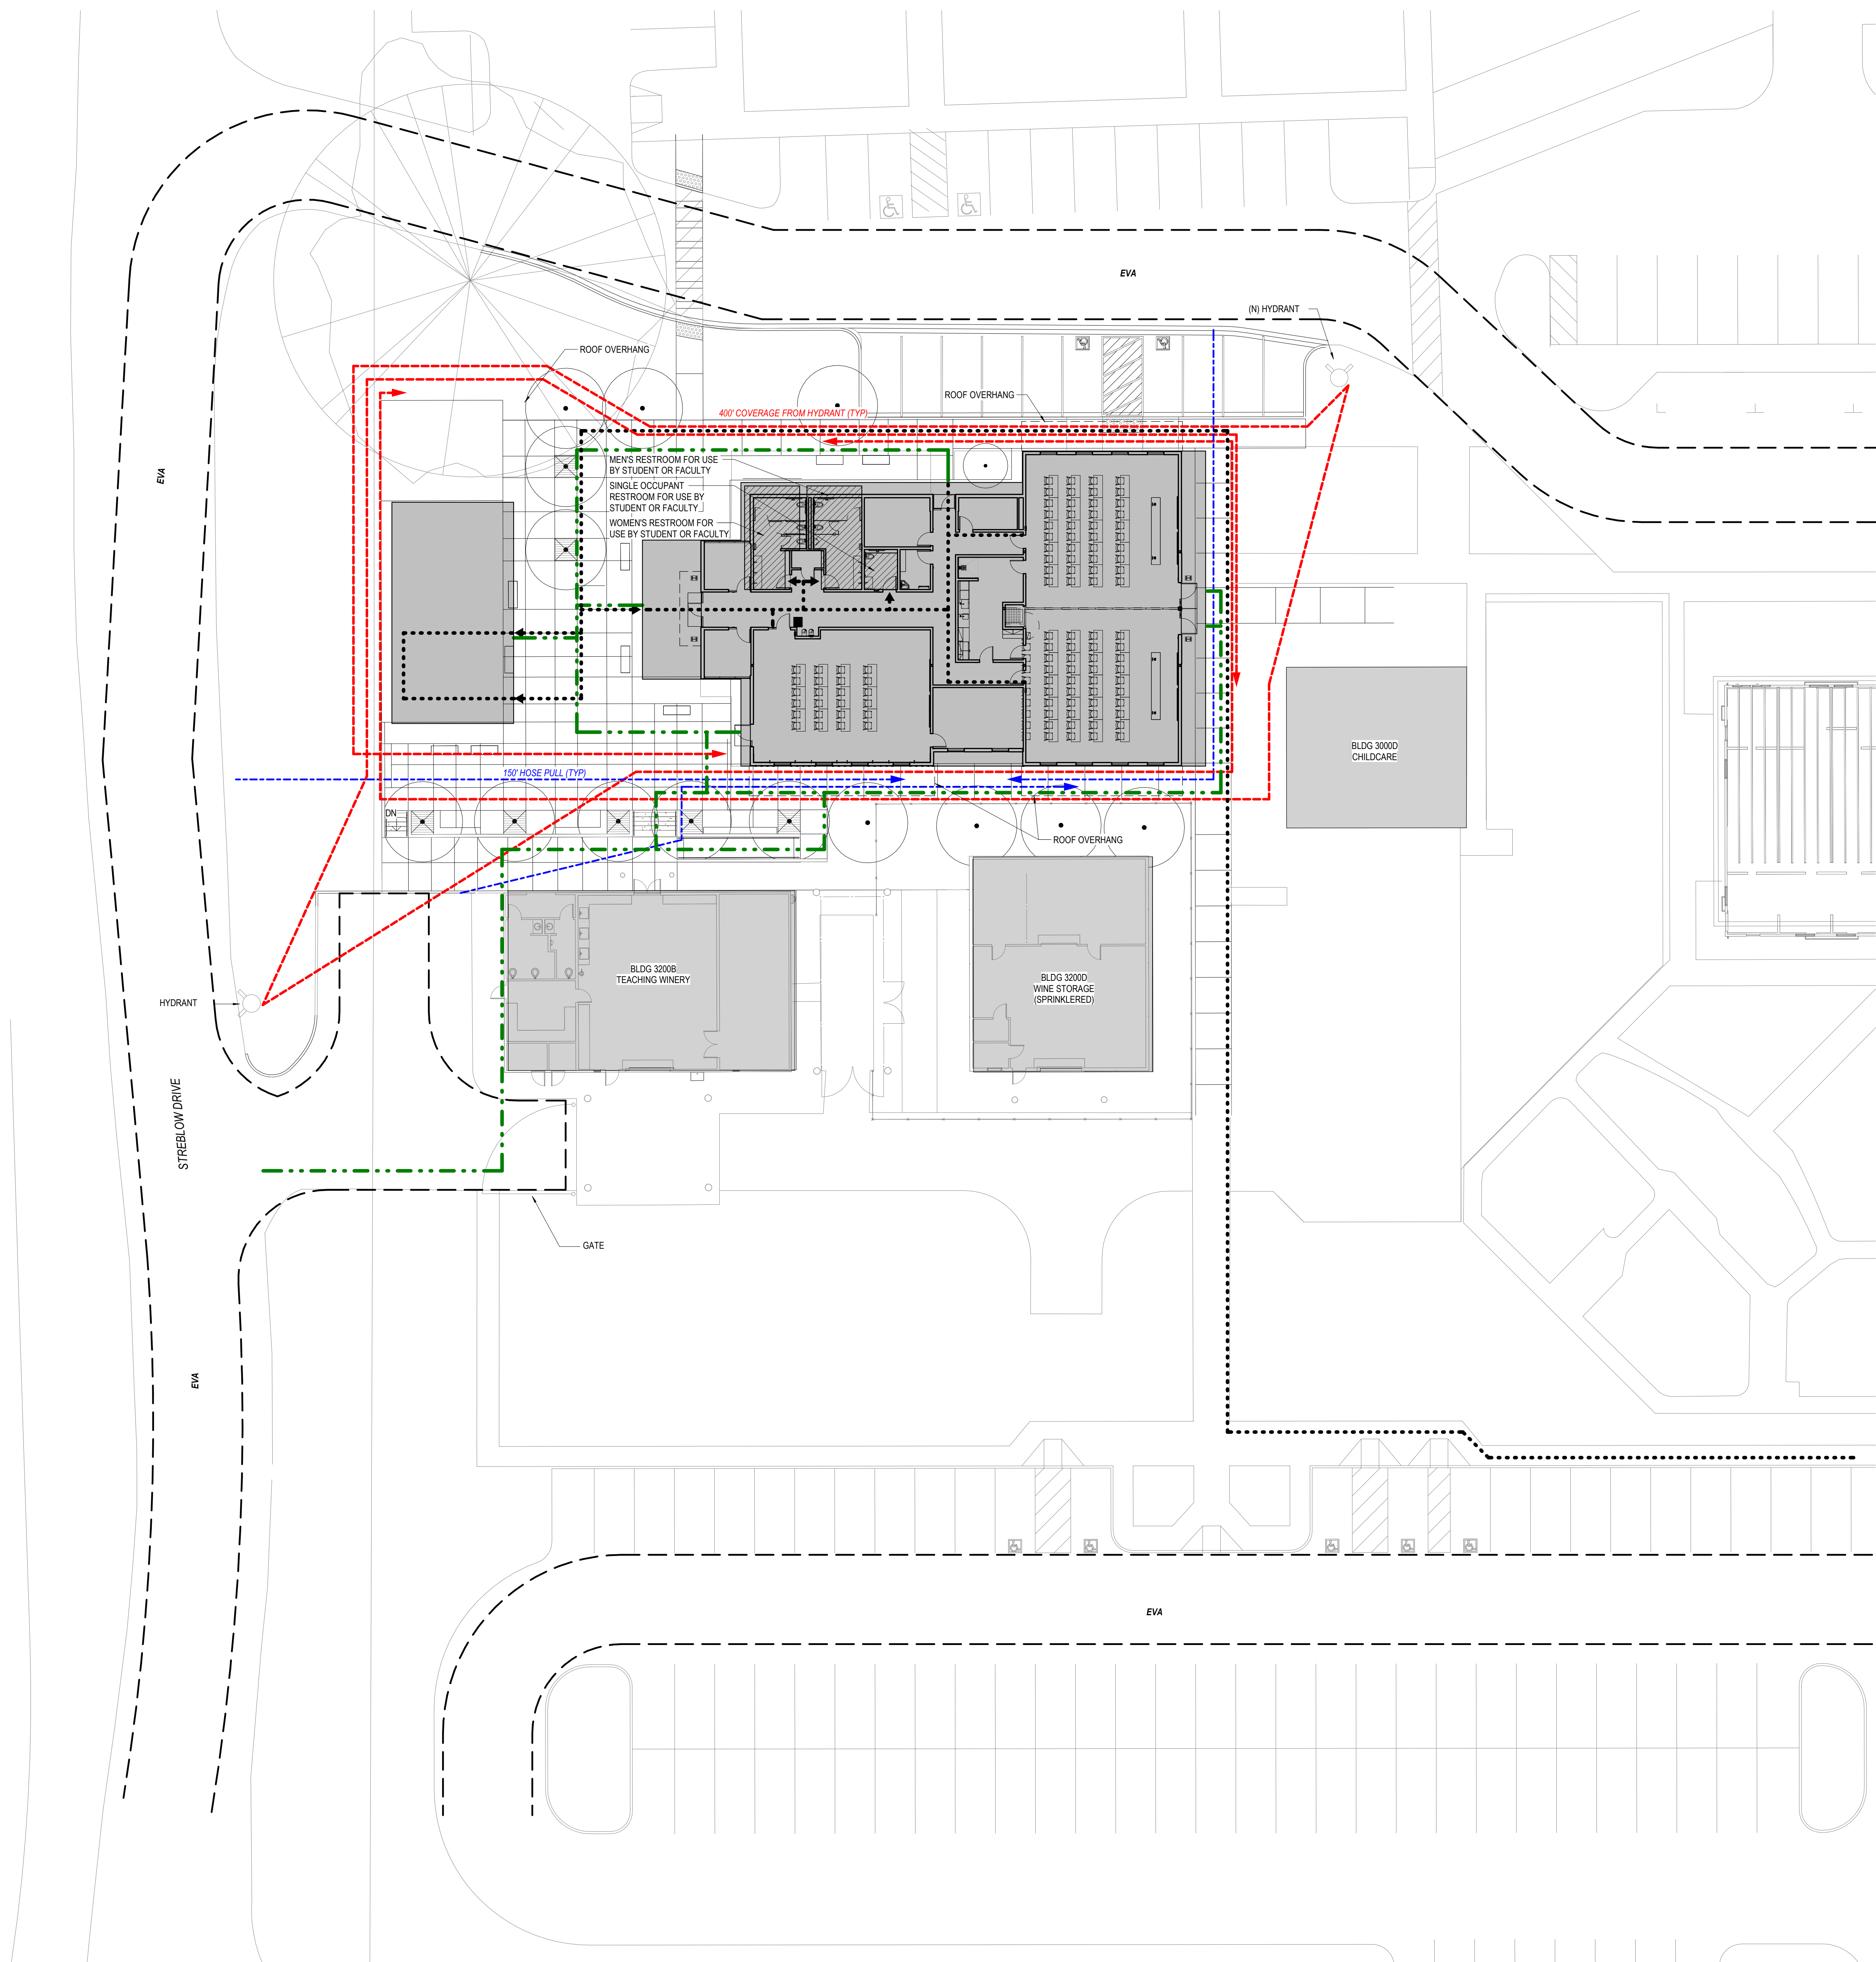 EVA
(N) HYDRANT
ROOF OVERHANG
ROOF OVERHANG
400' COVERAGE FROM HYDRANT (TYP)
MEN'S RESTROOM FOR USE
BY STUDENT OR FACULTY
SINGLE OCCUPANT
RESTROOM FOR USE BY
STUDENT OR FACULTY
WOMEN'S RESTROOM FOR
USE BY STUDENT OR FACULTY
EVA
BLDG 3000D
CHILDCARE
150' HOSE PULL (TYP)
DN
ROOF OVERHANG
BLDG 3200B
TEACHING WINERY
BLDG 3200D
WINE STORAGE
(SPRINKLERED)
HYDRANT
STREBLOW DRIVE
GATE
EVA
EVA